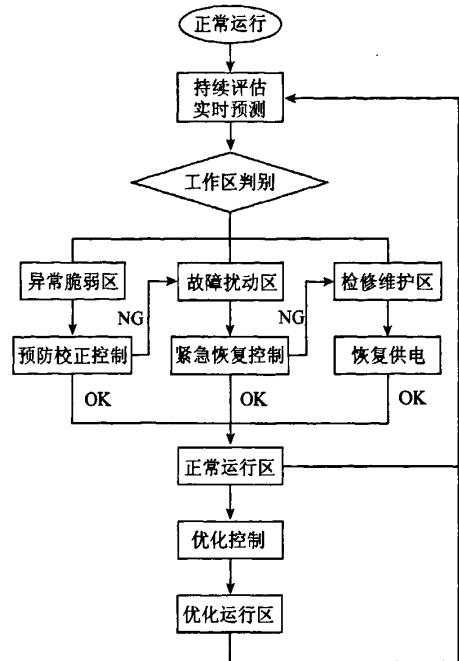 正常运行
持续评估
实时预测
工作区判别
异常脆弱区
故障扰动区
检修维护区
NG
NG
预防校正控制
紧急恢复控制
恢复供电
OK
OK
OK
正常运行区
优化控制
优化运行区